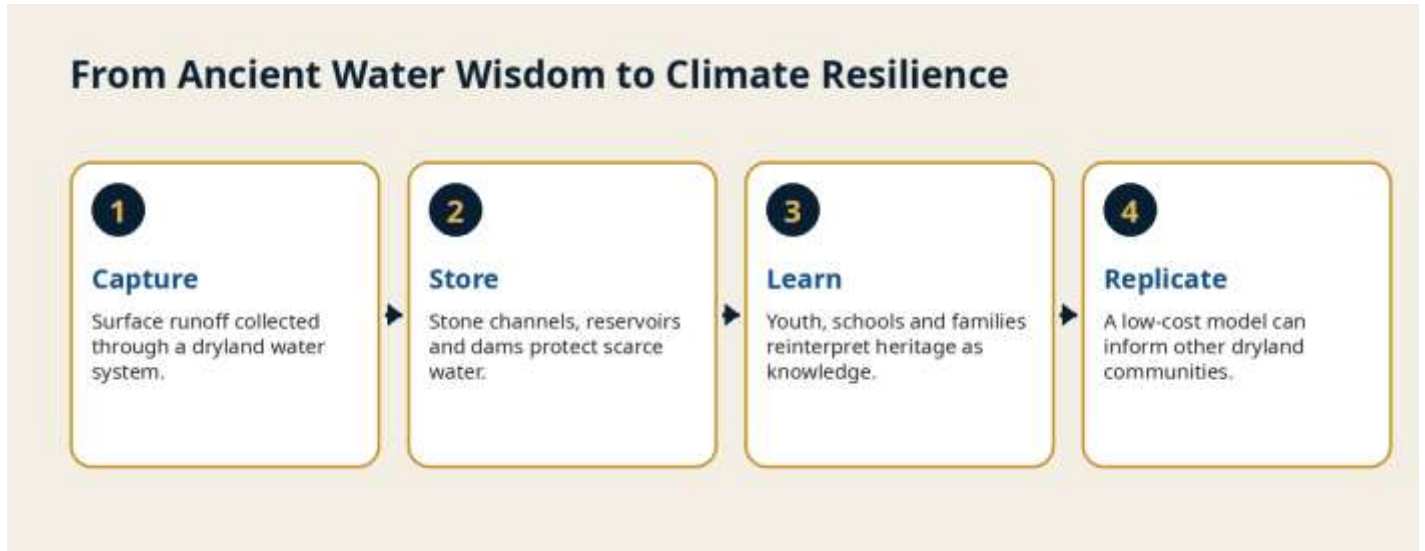 From Ancient Water Wisdom to Climate Resilience
1
Capture
Surface runoff collected
through a dryland water
system.
2
Store
Stone channels, reservoirs
and dams protect scarce
water.
3
Learn
Youth, schools and families
reinterpret heritage as
knowledge.
4
Replicate
A low-cost model can
inform other dryland
communities.